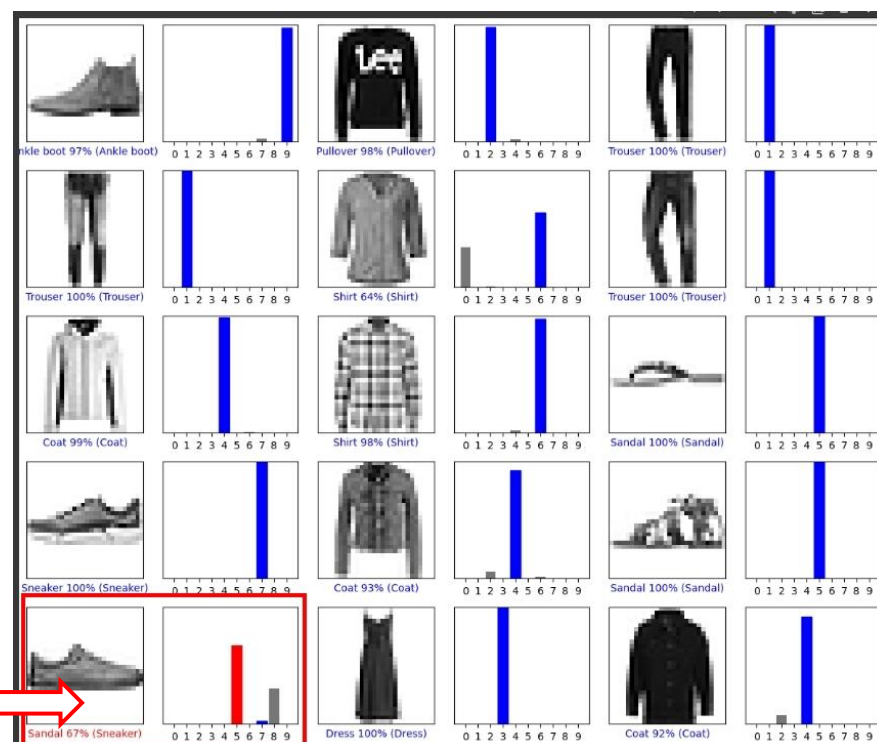 Lee
nkle boot 97% (Ankle boot)
0 1 2 3 4 5 6 7 8 9
Pullover 98% (Pullover)
0 1 2 3 4 5 6 7 8 9
Trouser 100% (Trouser)
0 1 2 3 4 5 6 7 8 9
Trouser 100% (Trouser)
0 1 2 3 4 5 6 7 8 9
Shirt 64% (Shirt)
0 1 2 3 4 5 6 7 8 9
Trouser 100% (Trouser)
0 1 2 3 4 5 6 7 8 9
Coat 99% (Coat)
0 1 2 3 4 5 6 7 8 9
Shirt 98% (Shirt)
0 1 2 3 4 5 6 7 8 9
Sandal 100% (Sandal)
0 1 2 3 4 5 6 7 8 9
Sneaker 100% (Sneaker)
0 1 2 3 4 5 6 7 8 9
Coat 93% (Coat)
0 1 2 3 4 5 6 7 8 9
Sandal 100% (Sandal)
0 1 2 3 4 5 6 7 8 9
Sandal 67% (Sneaker)
0 1 2 3 4 5 6 7 8 9
Dress 100% (Dress)
0 1 2 3 4 5 6 7 8 9
Coat 92% (Coat)
0 1 2 3 4 5 6 7 8 9